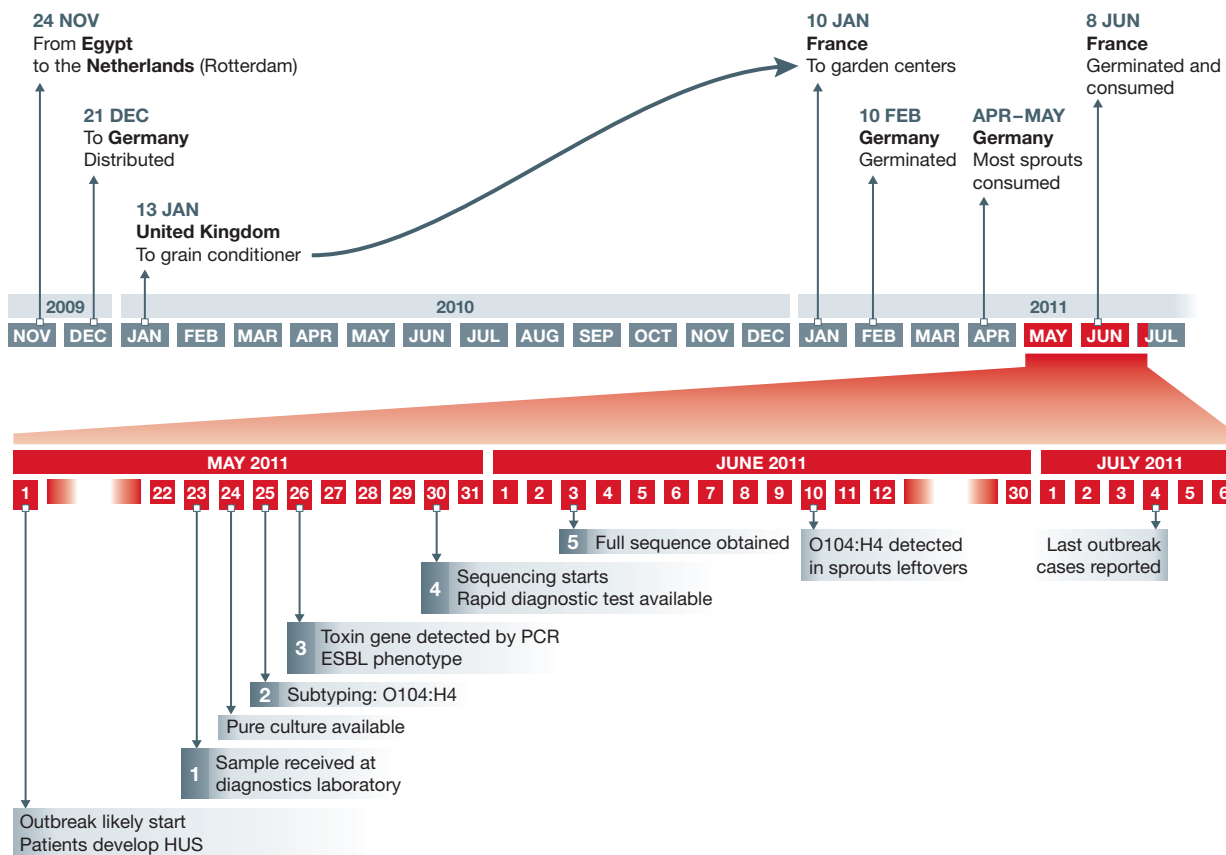 24 NOV
From Egypt
to the Netherlands (Rotterdam)
21 DEC
To Germany
Distributed
13 JAN
United Kingdom
To grain conditioner
10 JAN
France
To garden centers
10 FEB
Germany
Germinated
APR–MAY
Germany
Most sprouts
consumed
8 JUN
France
Germinated and
consumed
2009 2010 2011
NOV DEC JAN FEB MAR APR MAY JUN JUL AUG SEP OCT NOV DEC JAN FEB MAR APR MAY JUN JUL
MAY 2011 JUNE 2011 JULY 2011
1 22 23 24 25 26 27 28 29 30 31 1 2 3 4 5 6 7 8 9 10 11 12 30 1 2 3 4 5 6
5 Full sequence obtained
O104:H4 detected
in sprouts leftovers
Last outbreak
cases reported
4 Sequencing starts
Rapid diagnostic test available
3 Toxin gene detected by PCR
ESBL phenotype
2 Subtyping: O104:H4
Pure culture available
1 Sample received at
diagnostics laboratory
Outbreak likely start
Patients develop HUS